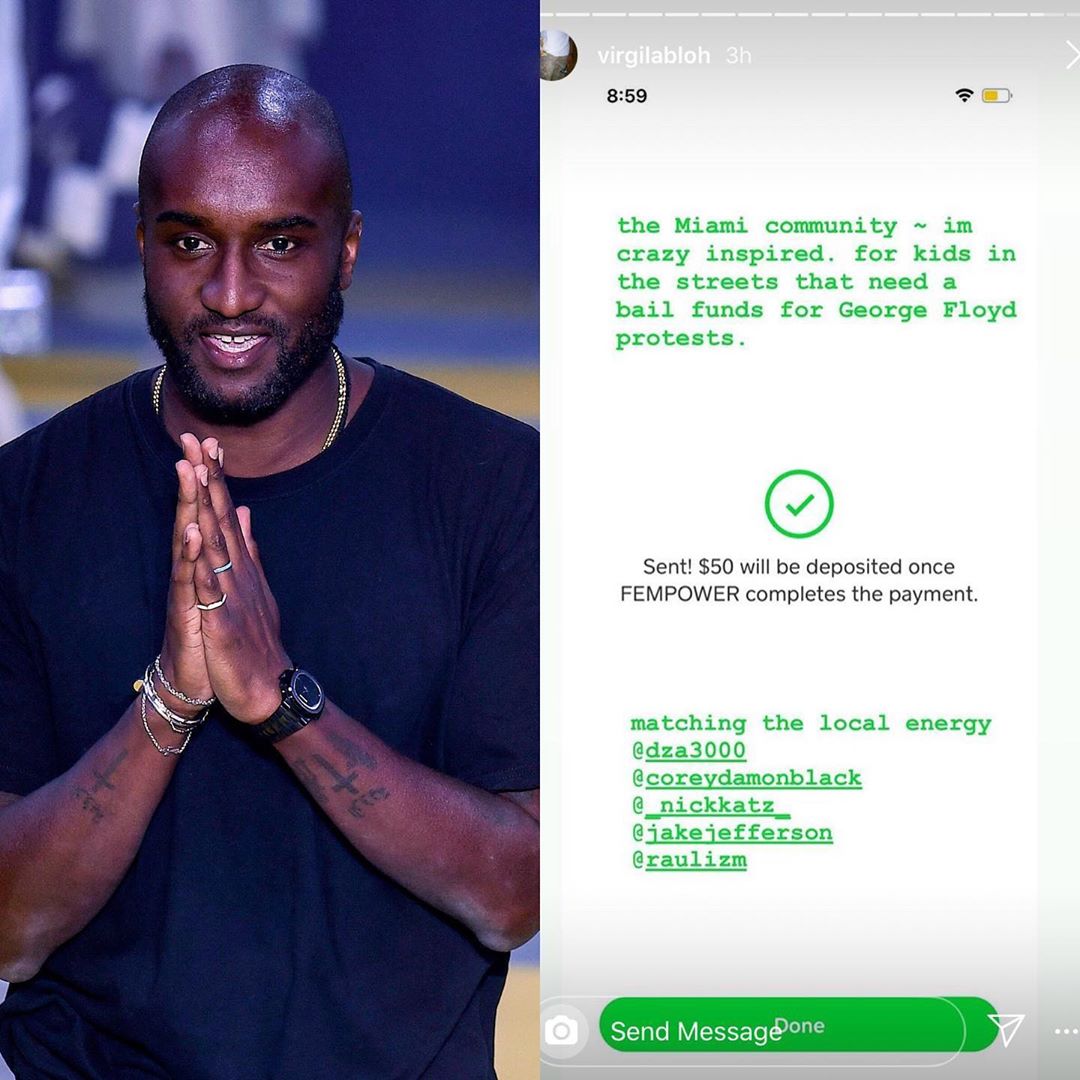 virgilabloh 3h
8:59
the Miami community ~ im
crazy inspired. for kids in
the streets that need a
bail funds for George Floyd
protests.
Sent! $50 will be deposited once
FEMPOWER completes the payment.
matching the local energy
@dza3000
@coreydamonblack
@_nickkatz_
@jakejefferson
@raulizm
Send Message
Done